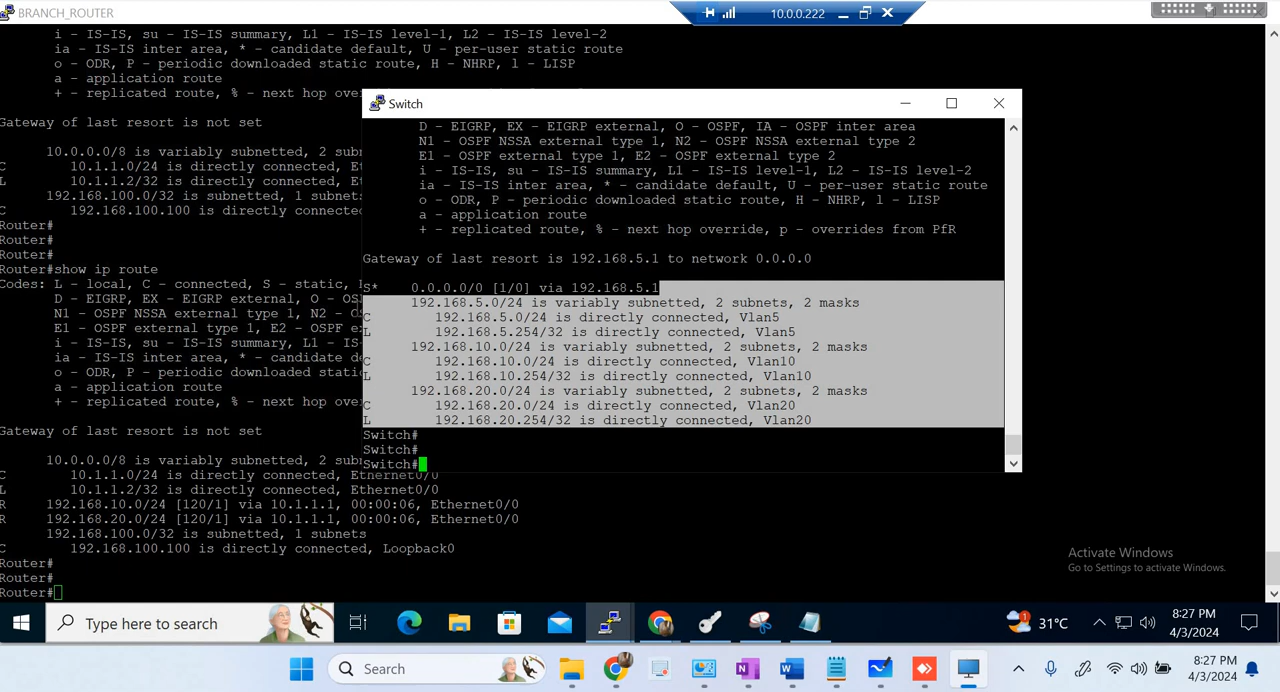 BRANCH_ROUTER
10.0.0.222
i - IS-IS, su - IS-IS summary, L1 - IS-IS level-1, L2 - IS-IS level-2
ia - IS-IS inter area, * - candidate default, U - per-user static route
o - ODR, P - periodic downloaded static route, H - NHRP, l - LISP
a - application route
+ - replicated route, % - next hop over
Gateway of last resort is not set
10.0.0.0/8 is variably subnetted, 2 sub
C 10.1.1.0/24 is directly connected, Et
L 10.1.1.2/32 is directly connected, Et
192.168.100.0/32 is subnetted, 1 subnets
C 192.168.100.100 is directly connecte
Router#
Router#
Router#
Router#show ip route
Codes: L - local, C - connected, S - static,
D - EIGRP, EX - EIGRP external, O - OS
N1 - OSPF NSSA external type 1, N2 - O
E1 - OSPF external type 1, E2 - OSPF e
i - IS-IS, su - IS-IS summary, L1 - IS
ia - IS-IS inter area, * - candidate de
o - ODR, P - periodic downloaded stati
a - application route
+ - replicated route, % - next hop over
Gateway of last resort is not set
10.0.0.0/8 is variably subnetted, 2 sub
C 10.1.1.0/24 is directly connected, Ethernet0/0
L 10.1.1.2/32 is directly connected, Ethernet0/0
R 192.168.10.0/24 [120/1] via 10.1.1.1, 00:00:06, Ethernet0/0
R 192.168.20.0/24 [120/1] via 10.1.1.1, 00:00:06, Ethernet0/0
192.168.100.0/32 is subnetted, 1 subnets
C 192.168.100.100 is directly connected, Loopback0
Router#
Router#
Router#
Switch
D - EIGRP, EX - EIGRP external, O - OSPF, IA - OSPF inter area
N1 - OSPF NSSA external type 1, N2 - OSPF NSSA external type 2
E1 - OSPF external type 1, E2 - OSPF external type 2
i - IS-IS, su - IS-IS summary, L1 - IS-IS level-1, L2 - IS-IS level-2
ia - IS-IS inter area, * - candidate default, U - per-user static route
o - ODR, P - periodic downloaded static route, H - NHRP, l - LISP
a - application route
+ - replicated route, % - next hop override, p - overrides from PfR
Gateway of last resort is 192.168.5.1 to network 0.0.0.0
S* 0.0.0.0/0 [1/0] via 192.168.5.1
192.168.5.0/24 is variably subnetted, 2 subnets, 2 masks
C 192.168.5.0/24 is directly connected, Vlan5
L 192.168.5.254/32 is directly connected, Vlan5
192.168.10.0/24 is variably subnetted, 2 subnets, 2 masks
C 192.168.10.0/24 is directly connected, Vlan10
L 192.168.10.254/32 is directly connected, Vlan10
192.168.20.0/24 is variably subnetted, 2 subnets, 2 masks
C 192.168.20.0/24 is directly connected, Vlan20
L 192.168.20.254/32 is directly connected, Vlan20
Switch#
Switch#
Switch#
Activate Windows
Go to Settings to activate Windows.
Type here to search
31°C
8:27 PM
4/3/2024
Search
8:27 PM
4/3/2024